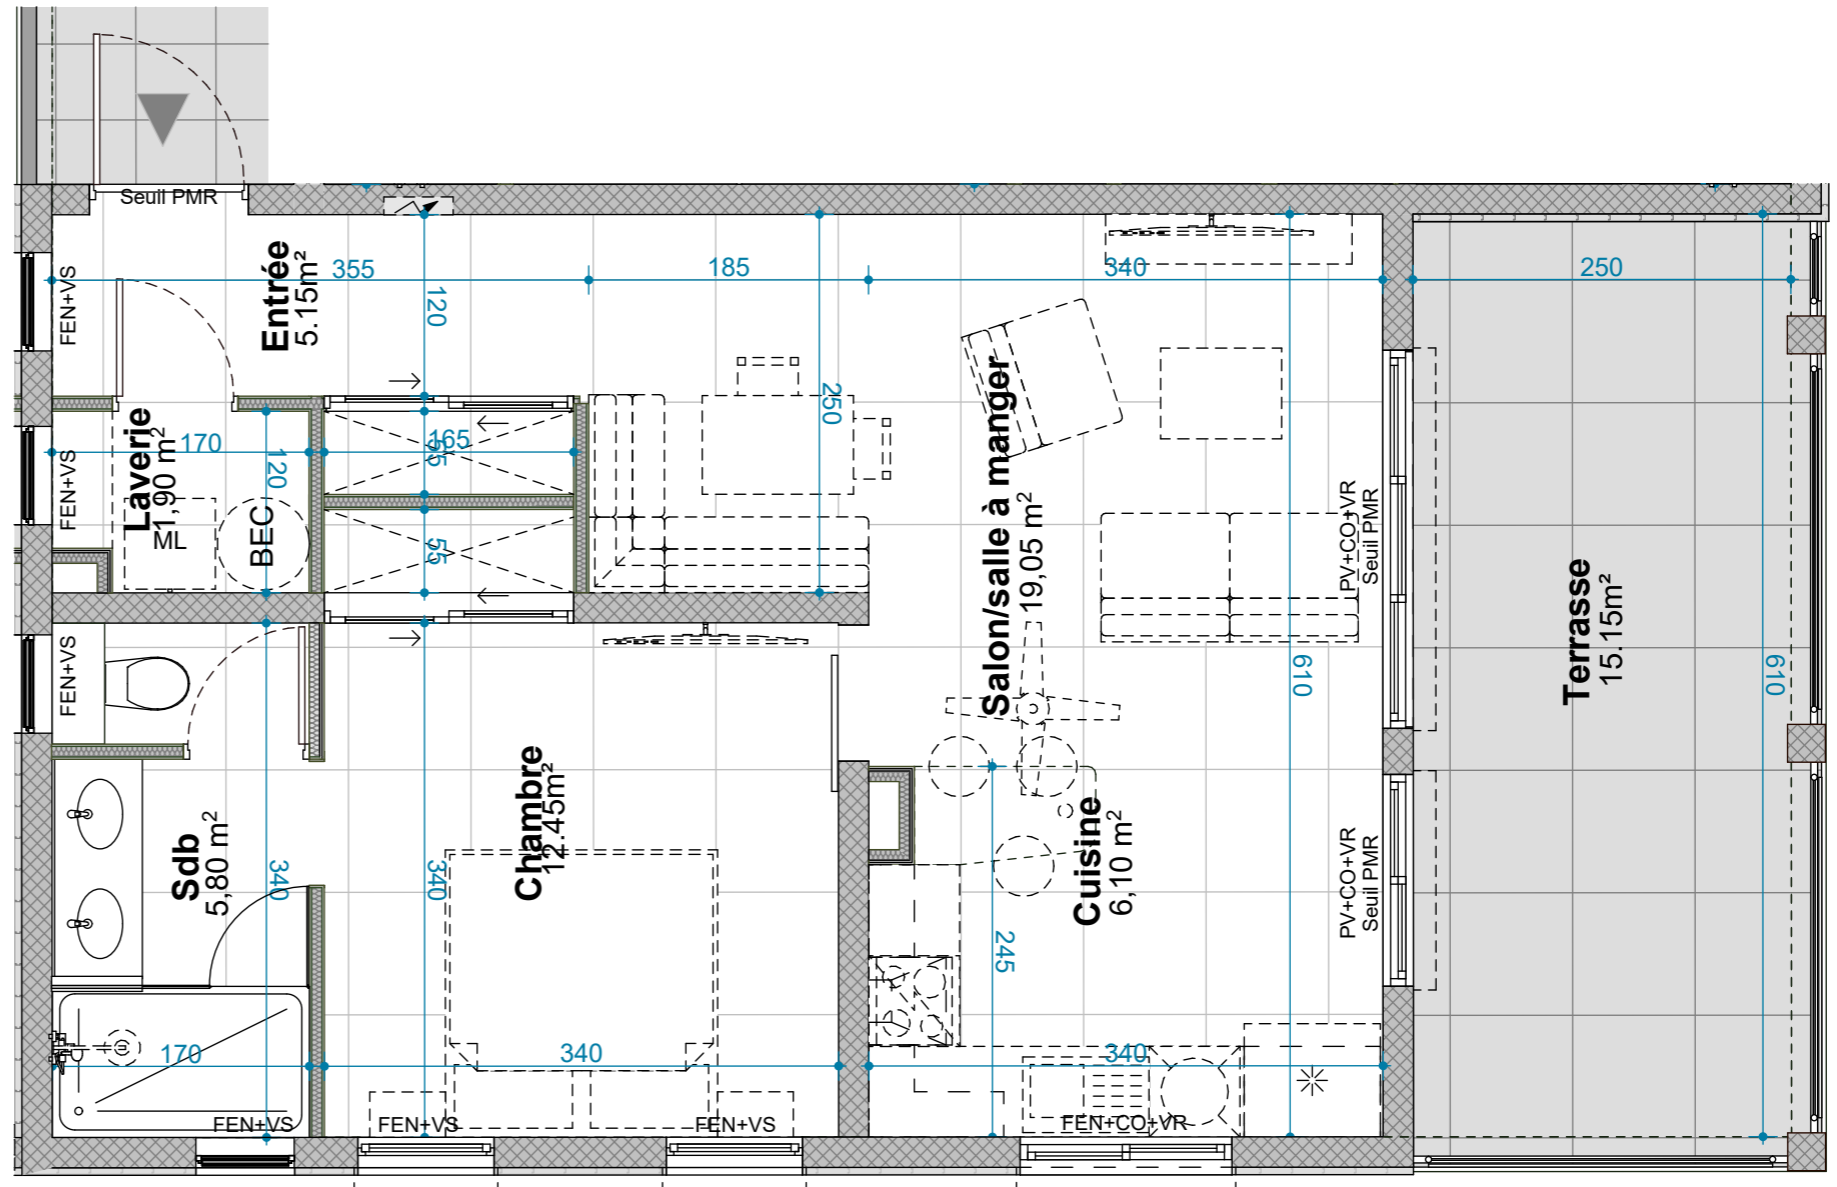 Seuil PMR
FEN+VS
Entrée
5.15m²
355
185
340
250
120
250
Laverie
1,90 m²
170
120
165
55
FEN+VS
ML
BEC
55
Salon/salle à manger
19,05 m²
PV+CO+VR
Seuil PMR
610
Terrasse
15.15m²
610
FEN+VS
Sdb
5,80 m²
340
340
Chambre
12.45m²
Cuisine
6,10 m²
245
PV+CO+VR
Seuil PMR
170
340
340
FEN+VS
FEN+VS
FEN+VS
FEN+CO+VR